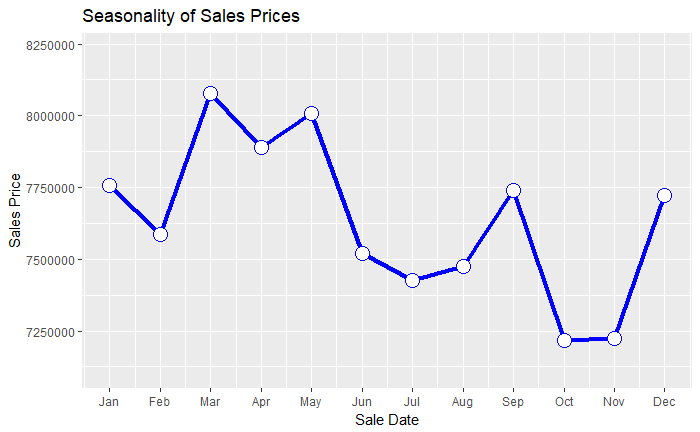 Seasonality of Sales Prices
8250000
8000000
7750000
7500000
7250000
Sales Price
Jan Feb Mar Apr May Jun Jul Aug Sep Oct Nov Dec
Sale Date